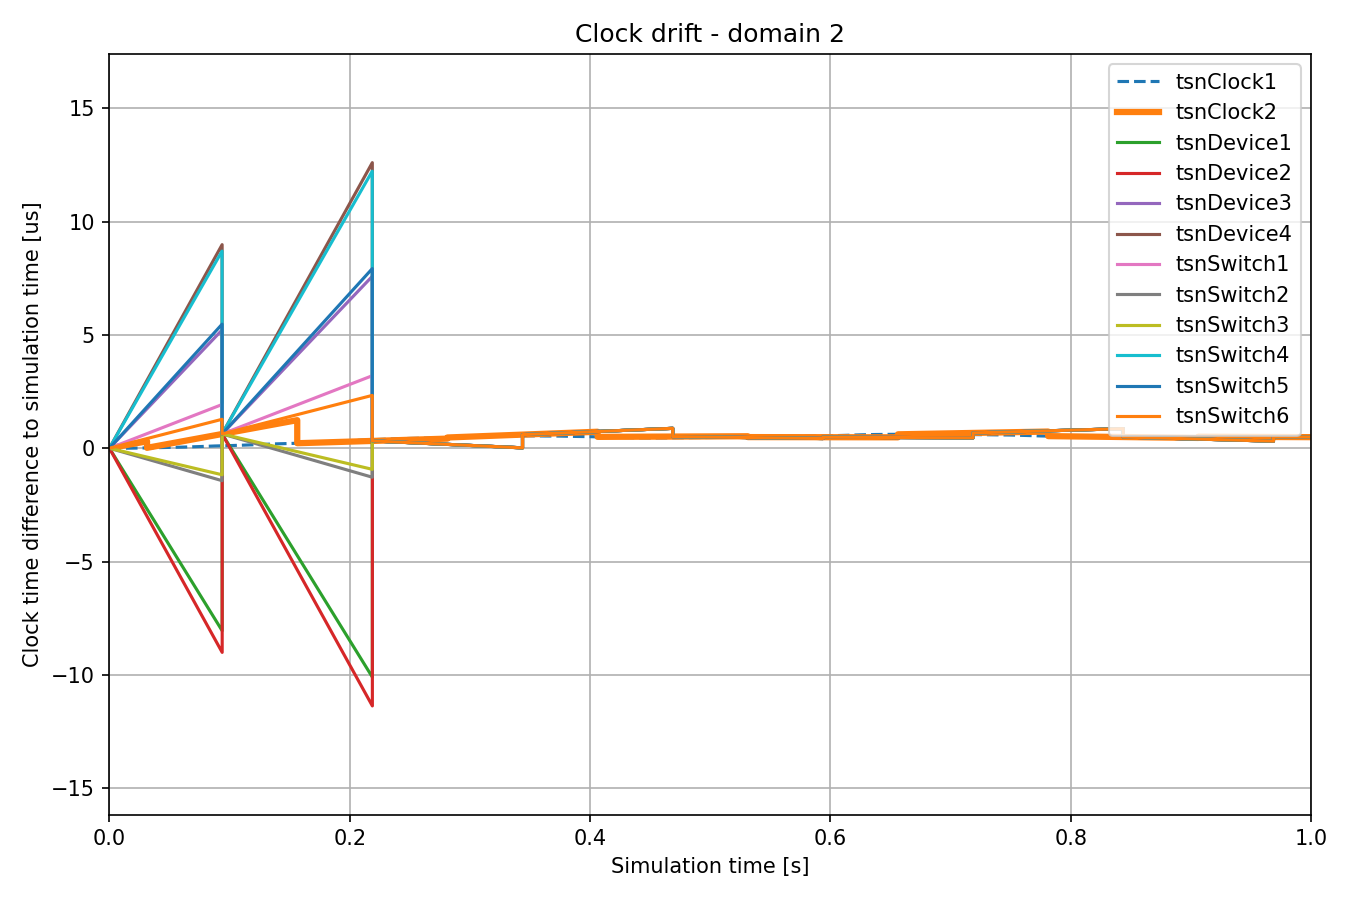 Clock drift - domain 2
Clock time difference to simulation time [us]
15
10
5
0
−5
−10
−15
tsnClock1
tsnClock2
tsnDevice1
tsnDevice2
tsnDevice3
tsnDevice4
tsnSwitch1
tsnSwitch2
tsnSwitch3
tsnSwitch4
tsnSwitch5
tsnSwitch6
0.0 0.2 0.4 0.6 0.8 1.0
Simulation time [s]